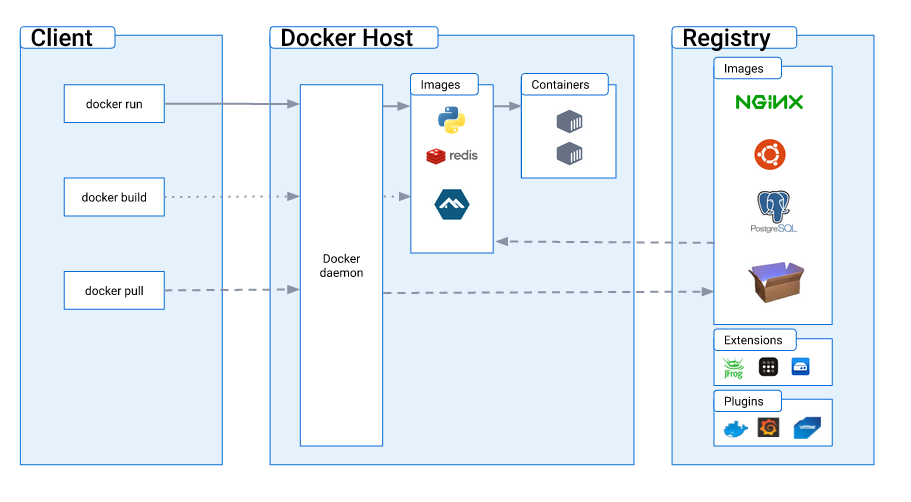 Client
docker run
docker build
docker pull
Docker Host
Docker
daemon
Images
redis
Containers
Registry
Images
NGINX
PostgreSQL
Extensions
JFrog
Plugins
vmw